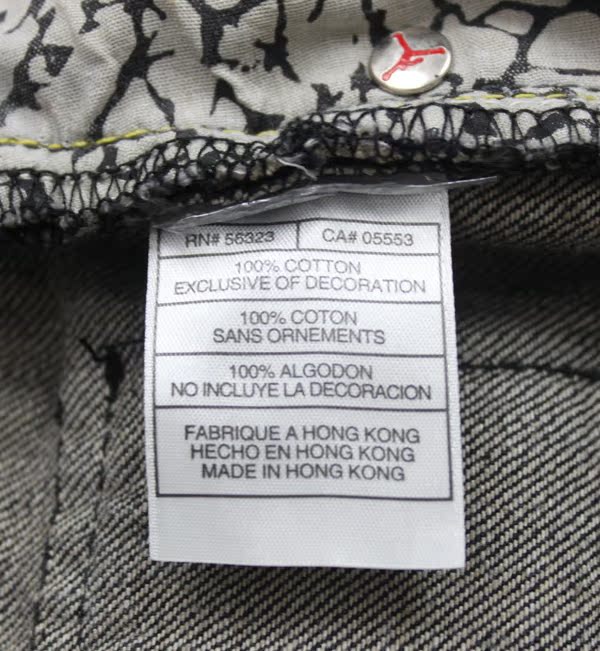 RN# 56323 CA# 05553
100% COTTON
EXCLUSIVE OF DECORATION
100% COTON
SANS ORNEMENTS
100% ALGODON
NO INCLUYE LA DECORACION
FABRIQUE A HONG KONG
HECHO EN HONG KONG
MADE IN HONG KONG